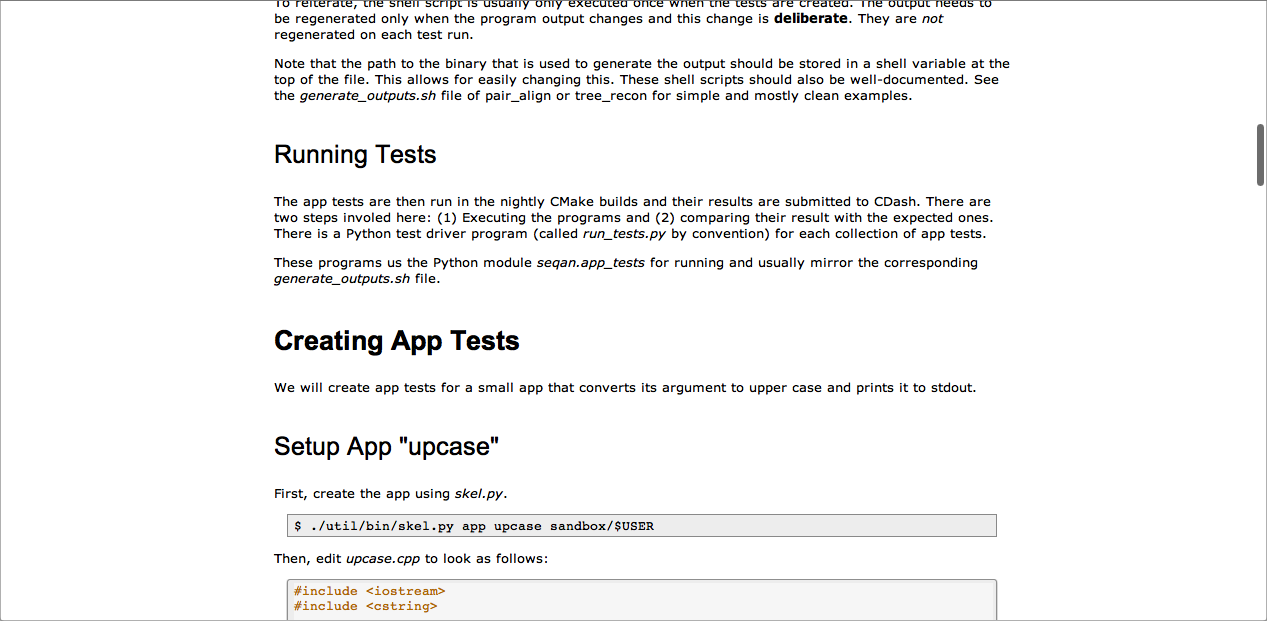 To reiterate, the shell script is usually only executed once when the tests are created. The output needs to
be regenerated only when the program output changes and this change is deliberate. They are not
regenerated on each test run.
Note that the path to the binary that is used to generate the output should be stored in a shell variable at the
top of the file. This allows for easily changing this. These shell scripts should also be well-documented. See
the generate_outputs.sh file of pair_align or tree_recon for simple and mostly clean examples.
Running Tests
The app tests are then run in the nightly CMake builds and their results are submitted to CDash. There are
two steps involed here: (1) Executing the programs and (2) comparing their result with the expected ones.
There is a Python test driver program (called run_tests.py by convention) for each collection of app tests.
These programs us the Python module seqan.app_tests for running and usually mirror the corresponding
generate_outputs.sh file.
Creating App Tests
We will create app tests for a small app that converts its argument to upper case and prints it to stdout.
Setup App "upcase"
First, create the app using skel.py.
$ ./util/bin/skel.py app upcase sandbox/$USER
Then, edit upcase.cpp to look as follows:
#include <iostream>
#include <cstring>